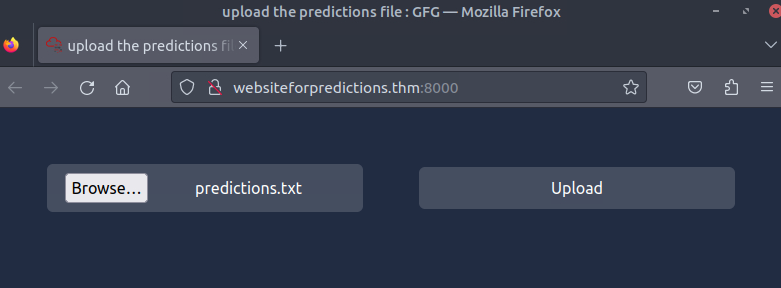 upload the predictions file : GFG — Mozilla Firefox
upload the predictions fil
websiteforpredictions.thm:8000
Browse... predictions.txt Upload